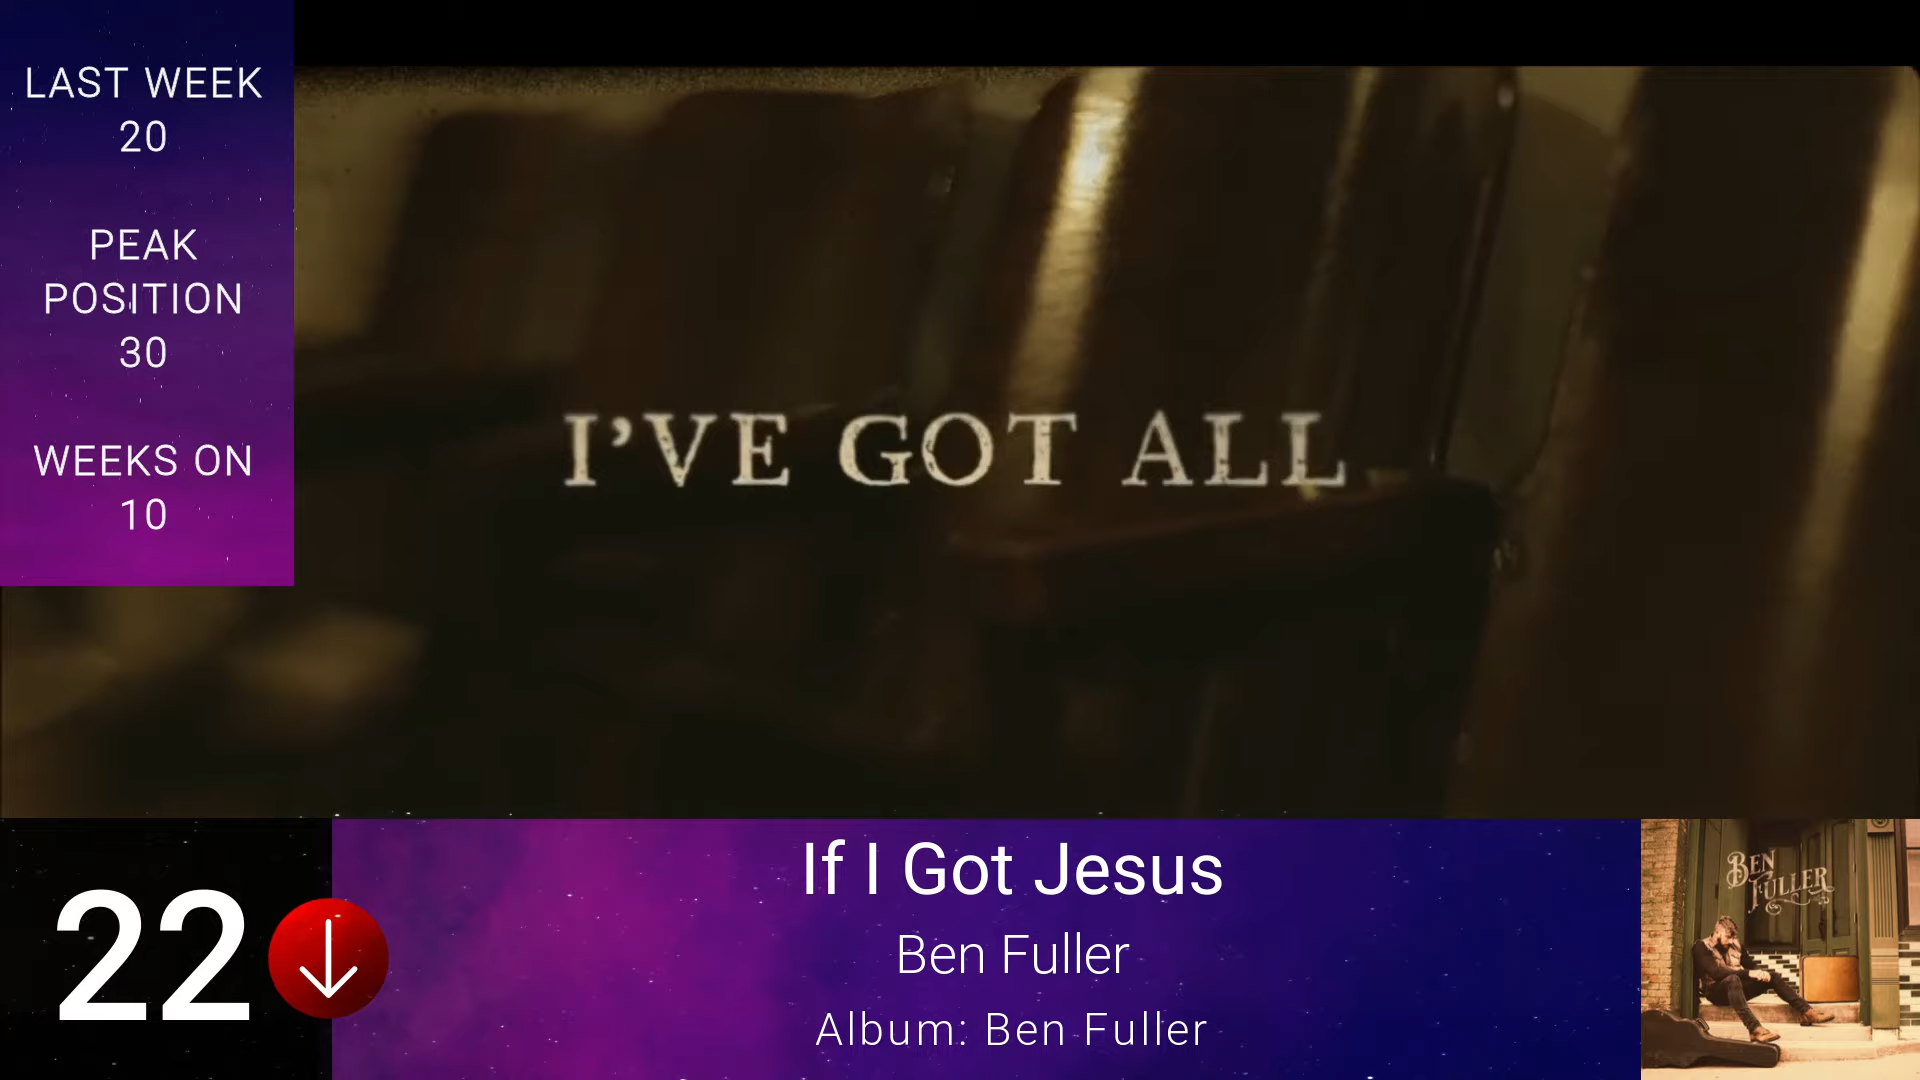 LAST WEEK
20
PEAK
POSITION
30
WEEKS ON
10
I'VE GOT ALL
22
If I Got Jesus
Ben Fuller
Album: Ben Fuller
BEN
FULLER